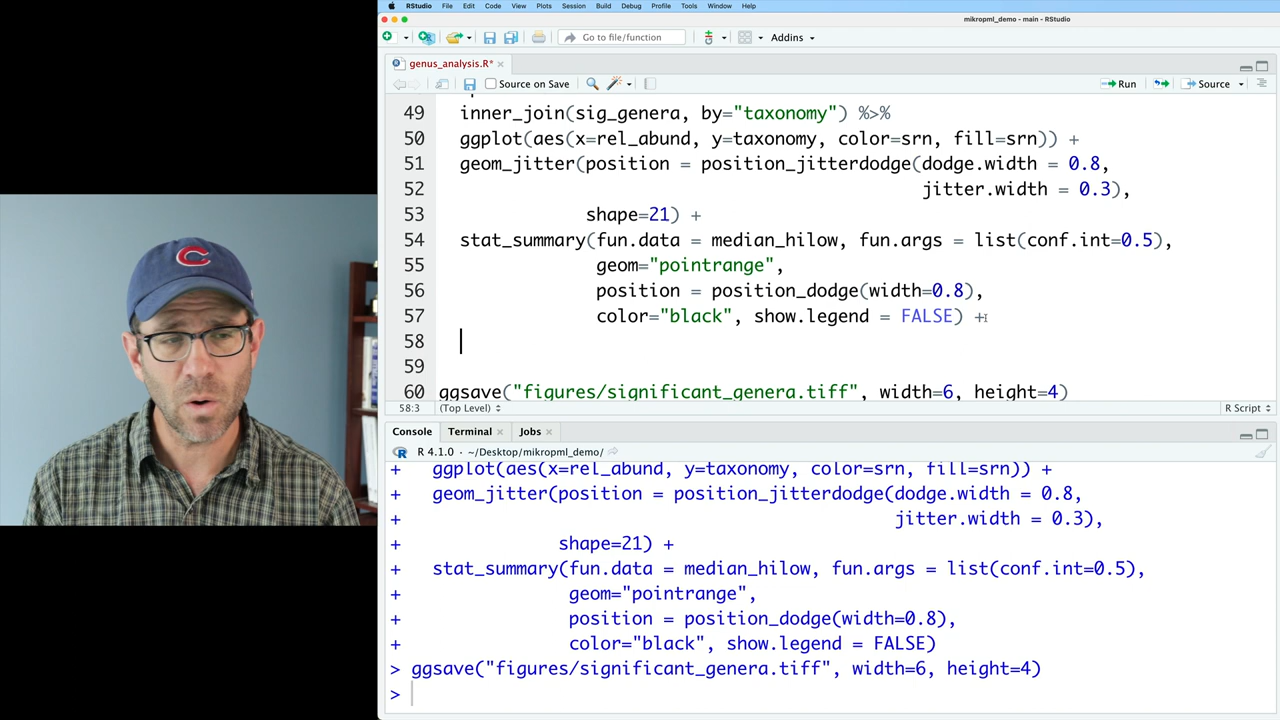 RStudio File Edit Code View Plots Session Build Debug Profile Tools Window Help
mikropml_demo - main - RStudio
Go to file/function Addins
genus_analysis.R*
Source on Save Run Source
49 inner_join(sig_genera, by="taxonomy") %>%
50 ggplot(aes(x=rel_abund, y=taxonomy, color=srn, fill=srn)) +
51 geom_jitter(position = position_jitterdodge(dodge.width = 0.8,
52 jitter.width = 0.3),
53 shape=21) +
54 stat_summary(fun.data = median_hilow, fun.args = list(conf.int=0.5),
55 geom="pointrange",
56 position = position_dodge(width=0.8),
57 color="black", show.legend = FALSE) +
58
59
60 ggsave("figures/significant_genera.tiff", width=6, height=4)
58:3 (Top Level) R Script
Console Terminal Jobs
R 4.1.0 · ~/Desktop/mikropml_demo/
+ ggplot(aes(x=rel_abund, y=taxonomy, color=srn, fill=srn)) +
+ geom_jitter(position = position_jitterdodge(dodge.width = 0.8,
+ jitter.width = 0.3),
+ shape=21) +
+ stat_summary(fun.data = median_hilow, fun.args = list(conf.int=0.5),
+ geom="pointrange",
+ position = position_dodge(width=0.8),
+ color="black", show.legend = FALSE)
> ggsave("figures/significant_genera.tiff", width=6, height=4)
>